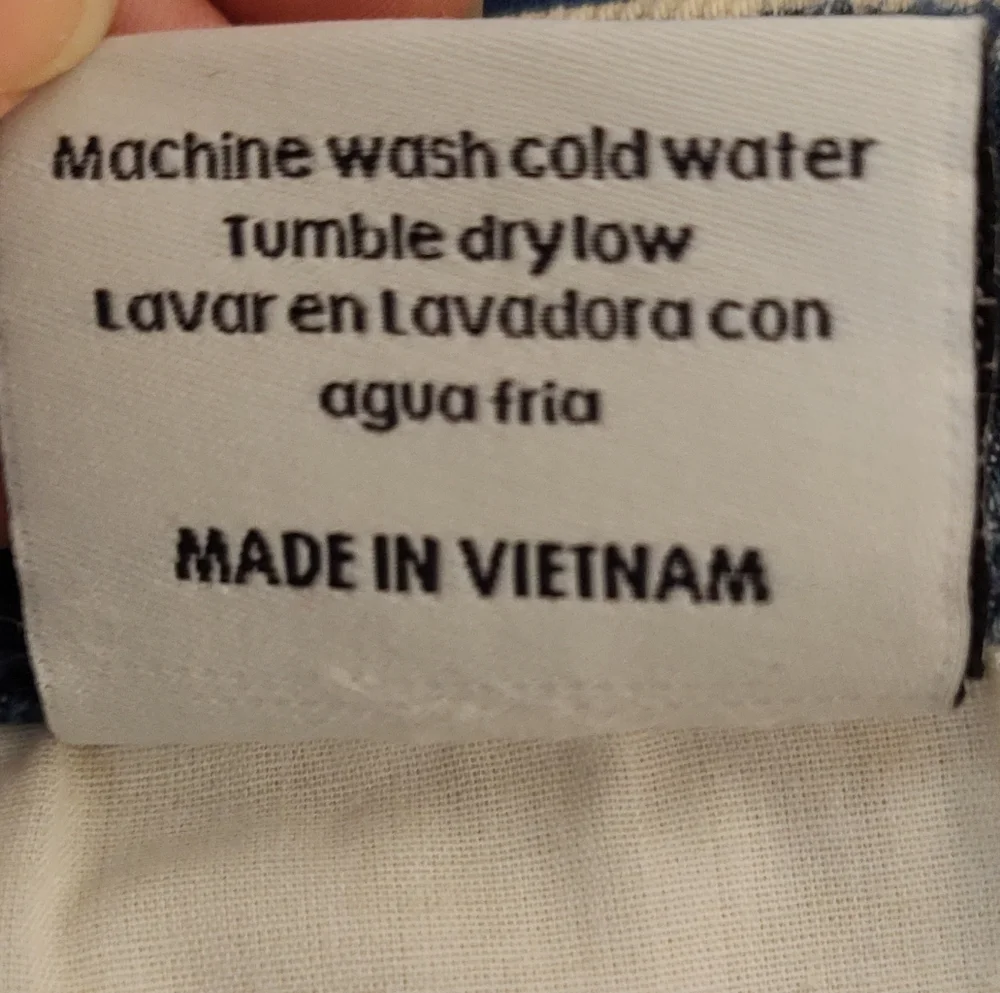 Machine wash cold water
Tumble dry low
Lavar en Lavadora con
agua fria
MADE IN VIETNAM